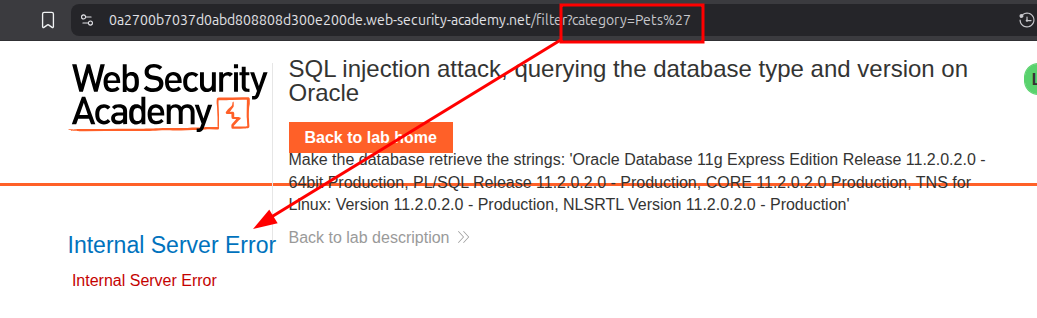 0a2700b7037d0abd808808d300e200de.web-security-academy.net/filter?category=Pets%27
Web Security
Academy
SQL injection attack, querying the database type and version on
Oracle
Back to lab home
Make the database retrieve the strings: 'Oracle Database 11g Express Edition Release 11.2.0.2.0 -
64bit Production, PL/SQL Release 11.2.0.2.0 - Production, CORE 11.2.0.2.0 Production, TNS for
Linux: Version 11.2.0.2.0 - Production, NLSRTL Version 11.2.0.2.0 - Production'
Back to lab description
Internal Server Error
Internal Server Error